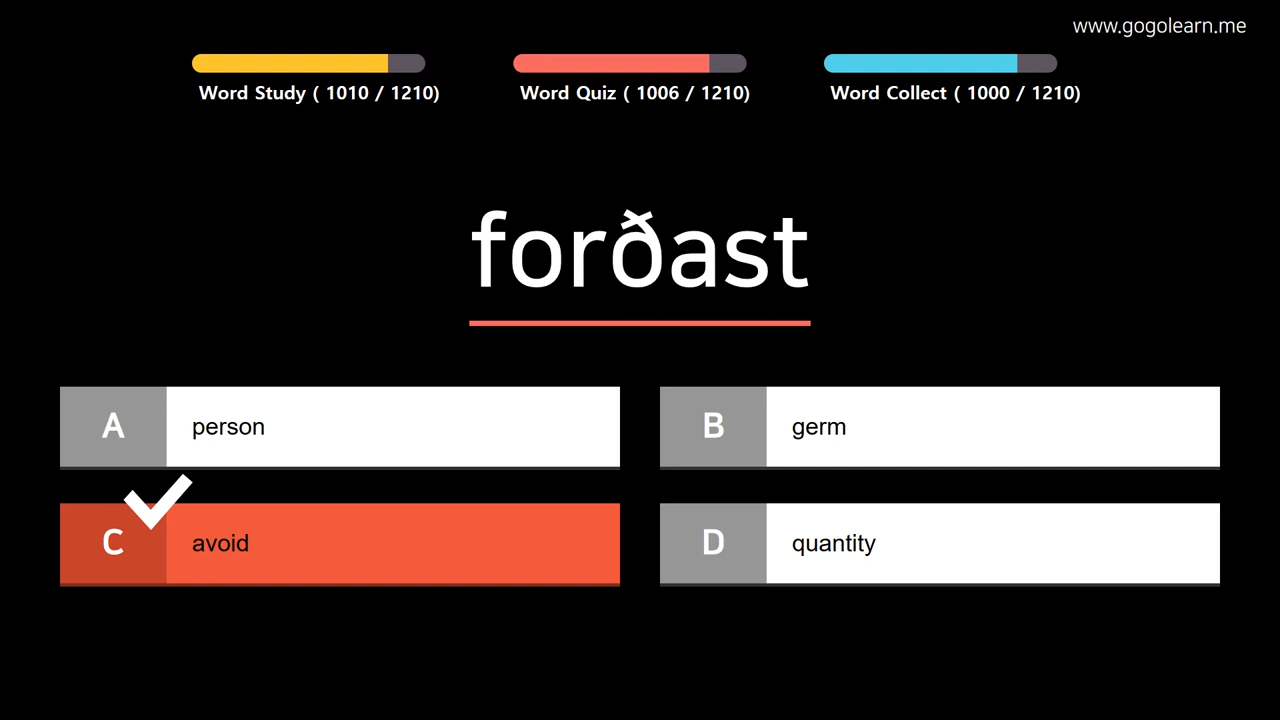 www.gogolearn.me
Word Study ( 1010 / 1210)
Word Quiz ( 1006 / 1210)
Word Collect ( 1000 / 1210)
forðast
A person
B germ
C avoid
D quantity